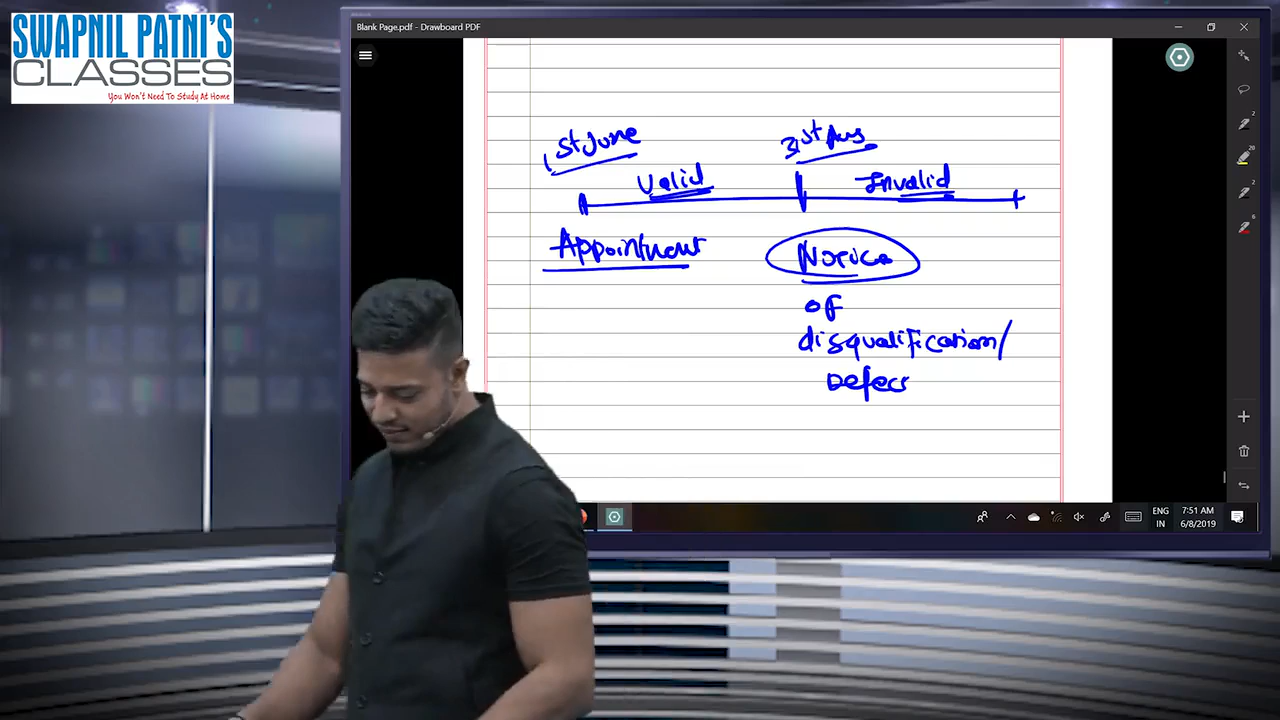 SWAPNIL PATNI'S
CLASSES
You Won't Need To Study At Home
Blank Page.pdf - Drawboard PDF
1st June
31st Aug
Valid
Invalid
Appointment
Notice
of
disqualification/
Defect
ENG
IN
7:51 AM
6/8/2019